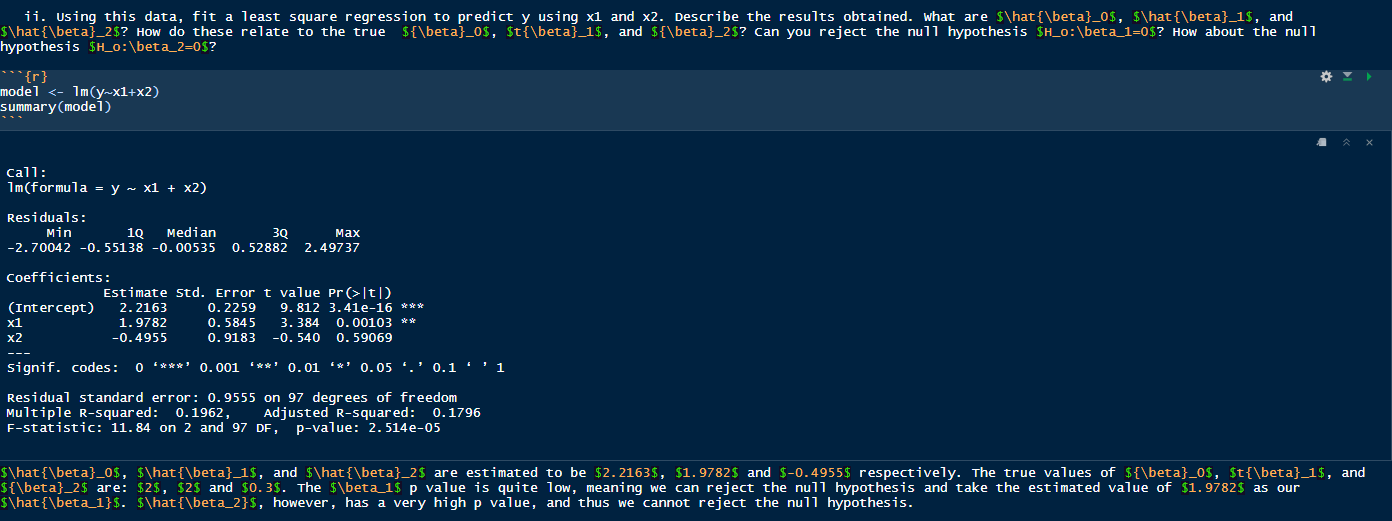 ii. Using this data, fit a least square regression to predict y using x1 and x2. Describe the results obtained. What are $\hat{\beta}_0$, $\hat{\beta}_1$, and
$\hat{\beta}_2$? How do these relate to the true  ${\beta}_0$, $t{\beta}_1$, and ${\beta}_2$? Can you reject the null hypothesis $H_o:\beta_1=0$? How about the null
hypothesis $H_o:\beta_2=0$?
```{r}
model <- lm(y~x1+x2)
summary(model)
```
Call:
lm(formula = y ~ x1 + x2)
Residuals:
     Min       1Q   Median       3Q      Max
-2.70042 -0.55138 -0.00535  0.52882  2.49737
Coefficients:
            Estimate Std. Error t value Pr(>|t|)
(Intercept)   2.2163     0.2259   9.812 3.41e-16 ***
x1            1.9782     0.5845   3.384  0.00103 **
x2           -0.4955     0.9183  -0.540  0.59069
---
Signif. codes:  0 ‘***’ 0.001 ‘**’ 0.01 ‘*’ 0.05 ‘.’ 0.1 ‘ ’ 1
Residual standard error: 0.9555 on 97 degrees of freedom
Multiple R-squared:  0.1962,    Adjusted R-squared:  0.1796
F-statistic: 11.84 on 2 and 97 DF,  p-value: 2.514e-05
$\hat{\beta}_0$, $\hat{\beta}_1$, and $\hat{\beta}_2$ are estimated to be $2.2163$, $1.9782$ and $-0.4955$ respectively. The true values of ${\beta}_0$, $t{\beta}_1$, and
${\beta}_2$ are: $2$, $2$ and $0.3$. The $\beta_1$ p value is quite low, meaning we can reject the null hypothesis and take the estimated value of $1.9782$ as our
$\hat{\beta_1}$. $\hat{\beta_2}$, however, has a very high p value, and thus we cannot reject the null hypothesis.